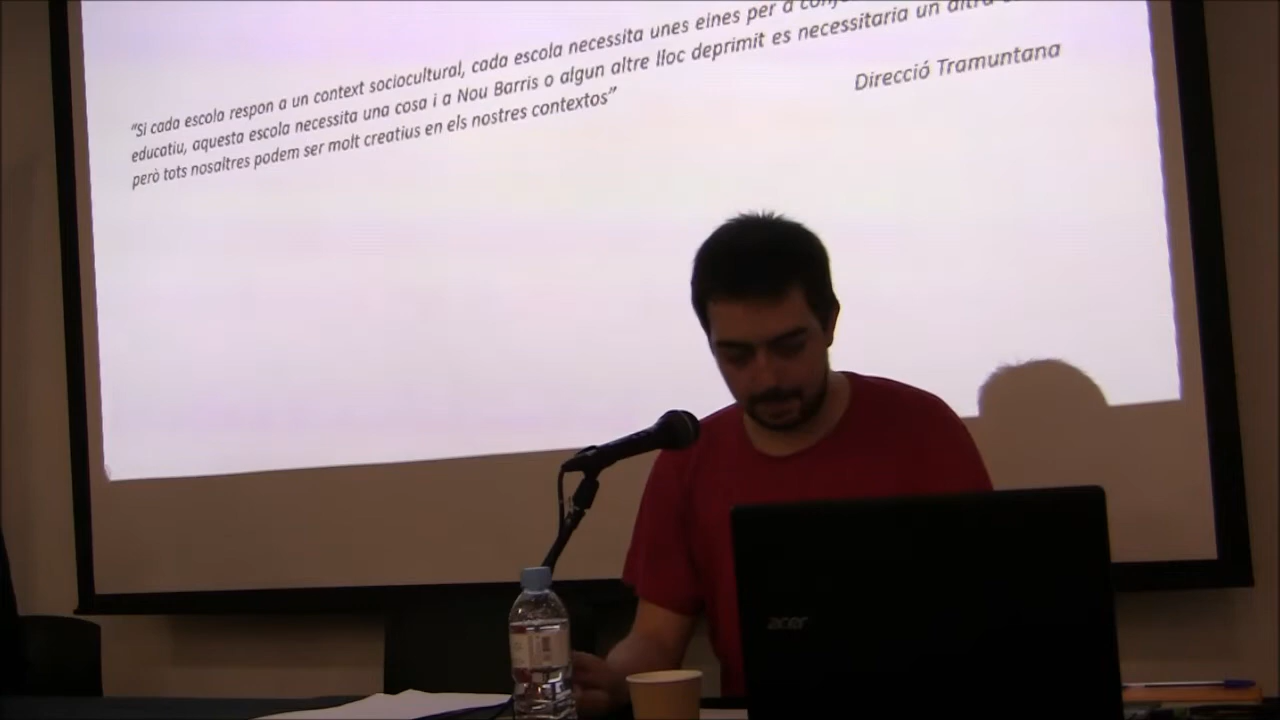 "Si cada escola respon a un context sociocultural, cada escola necessita unes eines per a
educatiu, aquesta escola necessita una cosa i a Nou Barris o algun altre lloc deprimit es necessitaria un altre
però tots nosaltres podem ser molt creatius en els nostres contextos"
Direcció Tramuntana
acer